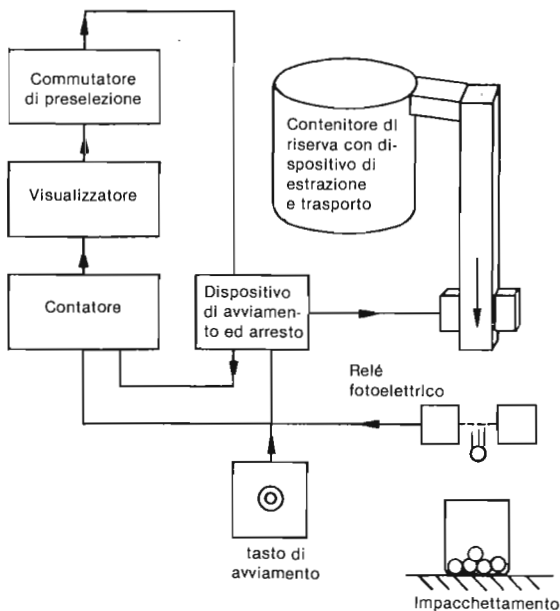 Commutatore
di preselezione
Contenitore di
riserva con di-
spositivo di
estrazione
e trasporto
Visualizzatore
Contatore
Dispositivo
di avviamen-
to ed arresto
Relé
fotoelettrico
tasto di
avviamento
Impacchettamento